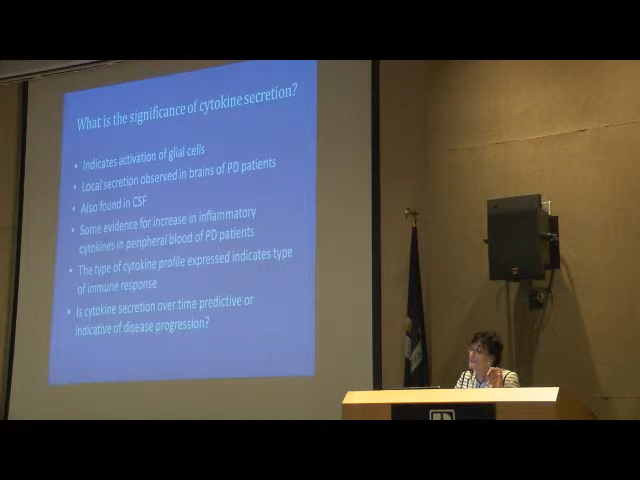 What is the significance of cytokine secretion?
• Indicates activation of glial cells
• Local secretion observed in brains of PD patients
• Also found in CSF
• Some evidence for increase in inflammatory
cytokines in peripheral blood of PD patients
• The type of cytokine profile expressed indicates type
of immune response
• Is cytokine secretion over time predictive or
indicative of disease progression?